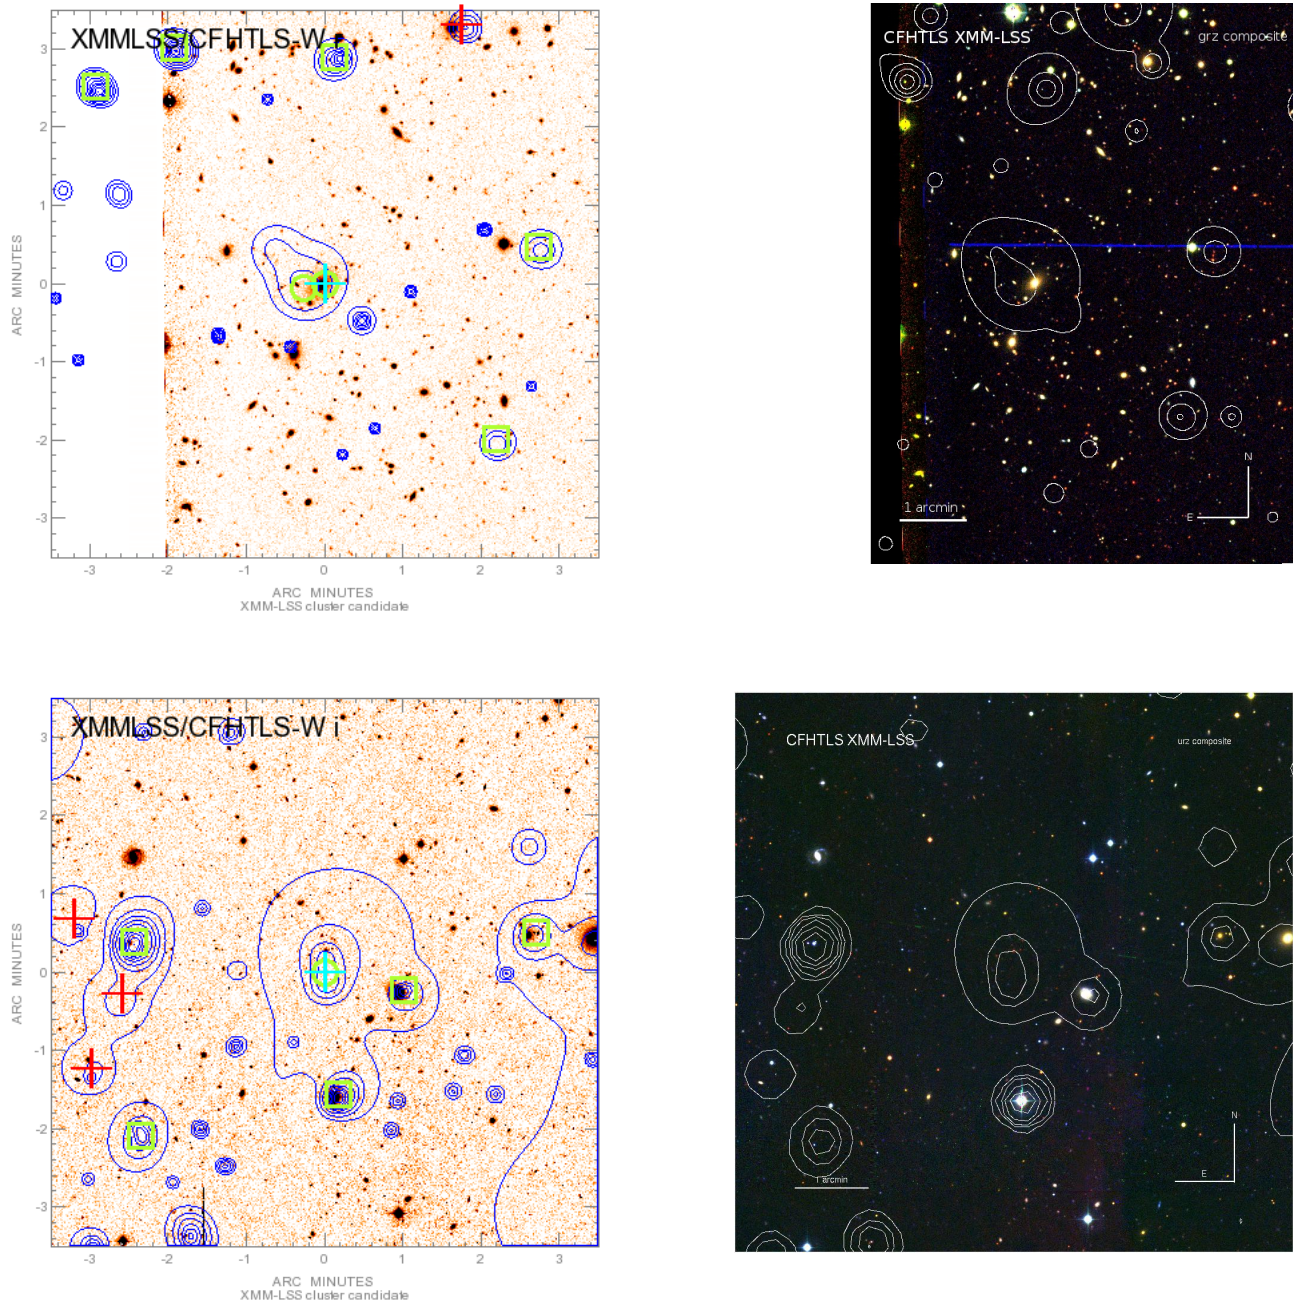 XMMLSS/CFHTLS-W i
3
2
1
0
-1
-2
-3
ARC MINUTES
-3 -2 -1 0 1 2 3
ARC MINUTES
XMM-LSS cluster candidate
CFHTLS XMM-LSS
grz composite
N
1 arcmin
E
XMMLSS/CFHTLS-W i
3
2
1
0
-1
-2
-3
ARC MINUTES
-3 -2 -1 0 1 2 3
ARC MINUTES
XMM-LSS cluster candidate
CFHTLS XMM-LSS
urz composite
N
E
1 arcmin